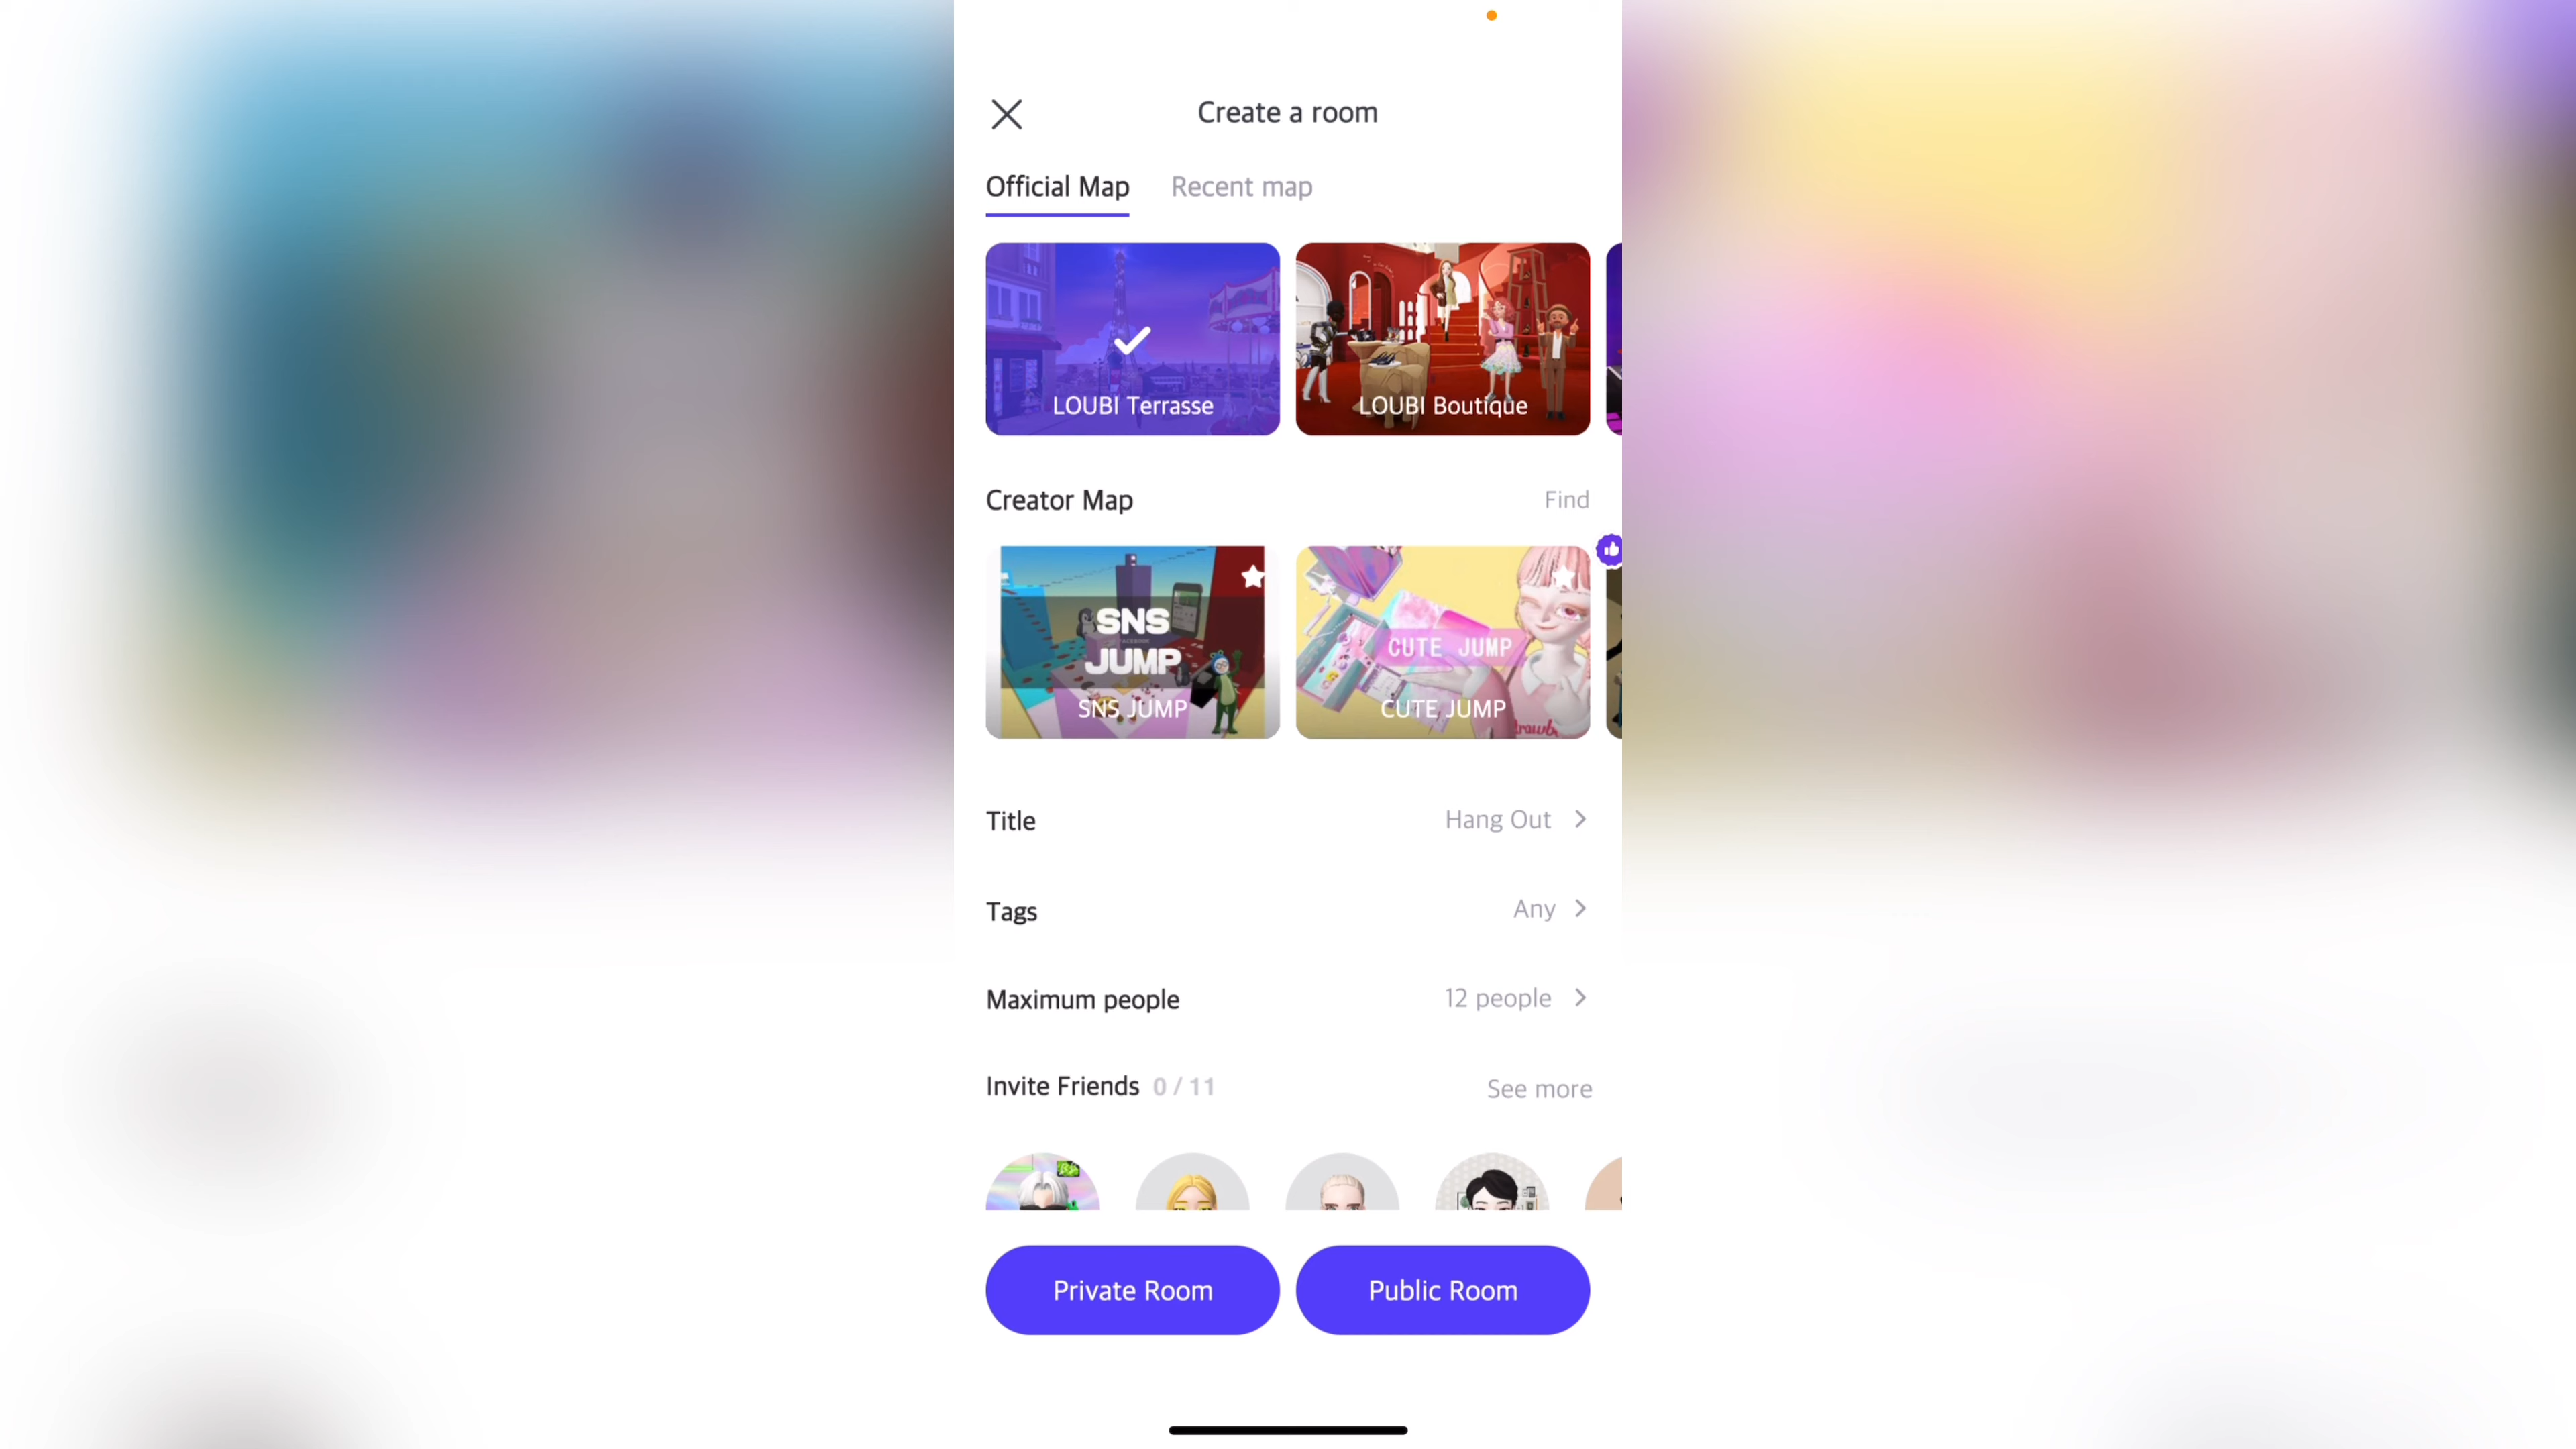 Create a room
Official Map
Recent map
LOUBI Terrasse
LOUBI Boutique
Creator Map
Find
SNS
JUMP
SNS JUMP
CUTE JUMP
CUTE JUMP
Title
Hang Out
Tags
Any
Maximum people
12 people
Invite Friends 0 / 11
See more
Private Room
Public Room